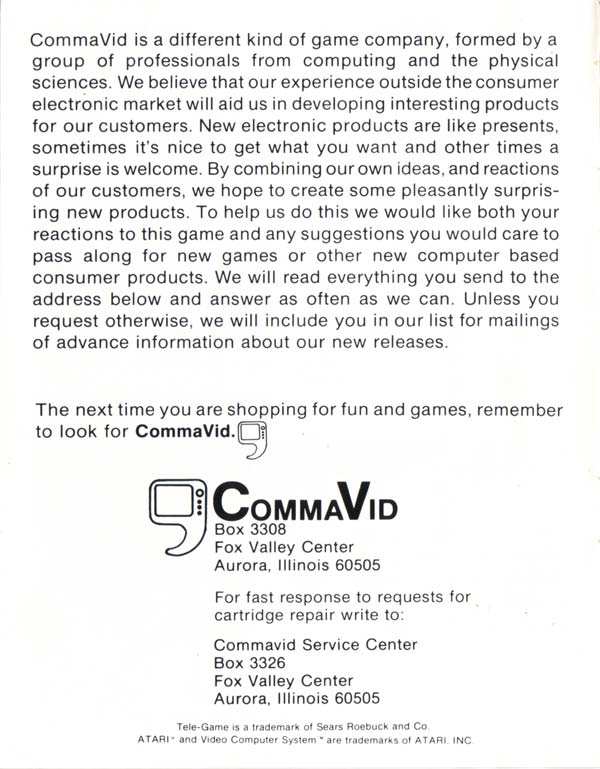 CommaVid is a different kind of game company, formed by a
group of professionals from computing and the physical
sciences. We believe that our experience outside the consumer
electronic market will aid us in developing interesting products
for our customers. New electronic products are like presents,
sometimes it's nice to get what you want and other times a
surprise is welcome. By combining our own ideas, and reactions
of our customers, we hope to create some pleasantly surpris-
ing new products. To help us do this we would like both your
reactions to this game and any suggestions you would care to
pass along for new games or other new computer based
consumer products. We will read everything you send to the
address below and answer as often as we can. Unless you
request otherwise, we will include you in our list for mailings
of advance information about our new releases.
The next time you are shopping for fun and games, remember
to look for CommaVid.
COMMAVID
Box 3308
Fox Valley Center
Aurora, Illinois 60505
For fast response to requests for
cartridge repair write to:
Commavid Service Center
Box 3326
Fox Valley Center
Aurora, Illinois 60505
Tele-Game is a trademark of Sears Roebuck and Co.
ATARI™ and Video Computer System™ are trademarks of ATARI, INC.